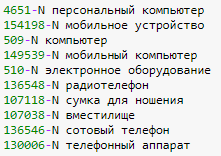 4651-N персональный компьютер
154198-N мобильное устройство
509-N компьютер
149539-N мобильный компьютер
510-N электронное оборудование
136548-N радиотелефон
107118-N сумка для ношения
107038-N вместилище
136546-N сотовый телефон
130006-N телефонный аппарат